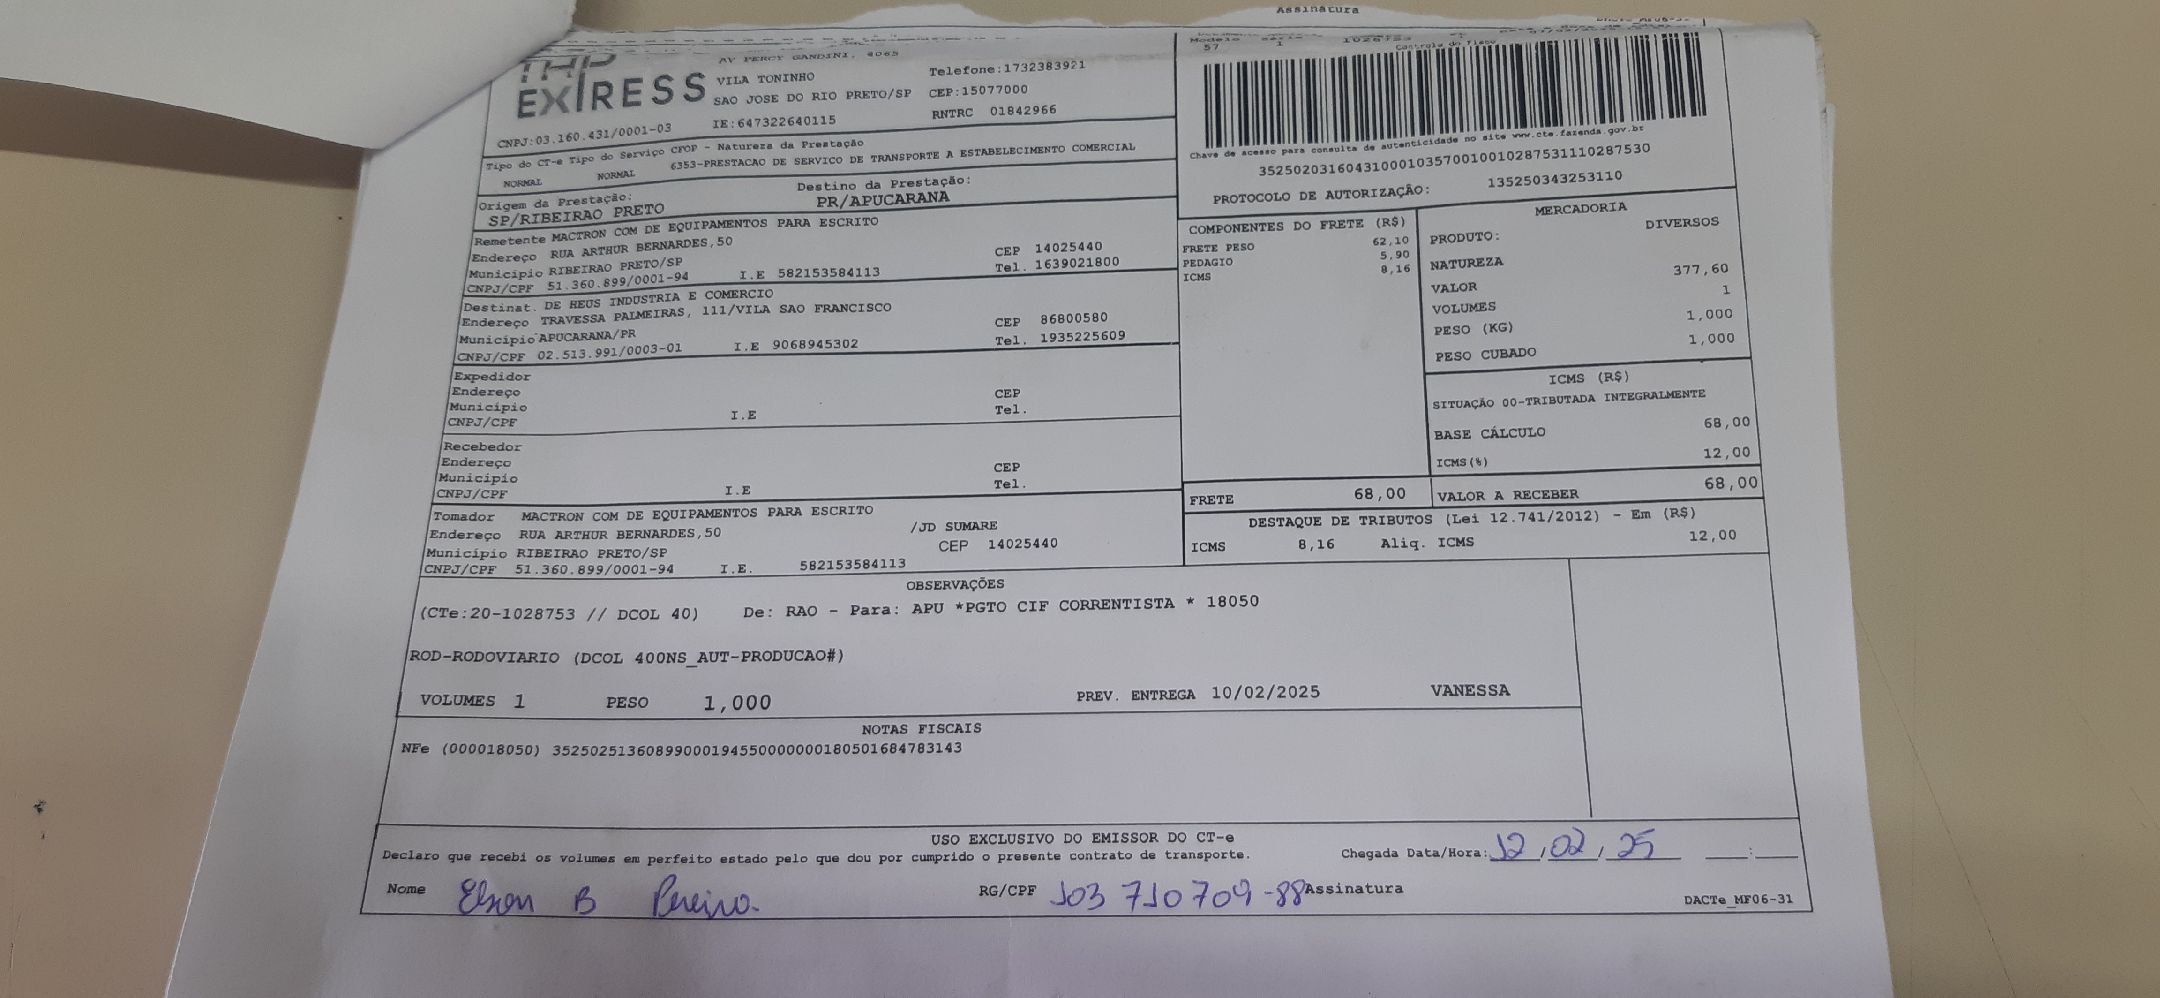 Assinatura
AV PERCY GANDINI, 4065
EXPRESS
VILA TONINHO
Telefone:1732383921
SAO JOSE DO RIO PRETO/SP CEP:15077000
CNPJ:03.160.431/0001-03 IE:647322640115 RNTRC 01842966
Modelo
57 1 1028753
Controle do Fisco
Tipo do CT-e Tipo do Serviço CFOP - Natureza da Prestação
NORMAL NORMAL 6353-PRESTACAO DE SERVICO DE TRANSPORTE A ESTABELECIMENTO COMERCIAL
Chave de acesso para consulta de autenticidade no site www.cte.fazenda.gov.br
35250203160431000103570010010287531110287530
PROTOCOLO DE AUTORIZAÇÃO: 135250343253110
Origem da Prestação: Destino da Prestação:
SP/RIBEIRAO PRETO PR/APUCARANA
Remetente MACTRON COM DE EQUIPAMENTOS PARA ESCRITO
Endereço RUA ARTHUR BERNARDES,50 CEP 14025440
Município RIBEIRAO PRETO/SP Tel. 1639021800
CNPJ/CPF 51.360.899/0001-94 I.E 582153584113
Destinat. DE HEUS INDUSTRIA E COMERCIO
Endereço TRAVESSA PALMEIRAS, 111/VILA SAO FRANCISCO
Município APUCARANA/PR CEP 86800580
CNPJ/CPF 02.513.991/0003-01 I.E 9068945302 Tel. 1935225609
Expedidor
Endereço CEP
Município Tel.
CNPJ/CPF I.E
Recebedor
Endereço CEP
Município Tel.
CNPJ/CPF I.E
Tomador MACTRON COM DE EQUIPAMENTOS PARA ESCRITO
Endereço RUA ARTHUR BERNARDES,50 /JD SUMARE
Município RIBEIRAO PRETO/SP CEP 14025440
CNPJ/CPF 51.360.899/0001-94 I.E. 582153584113
COMPONENTES DO FRETE (R$)
FRETE PESO 62,10
PEDAGIO 5,90
ICMS 8,16
MERCADORIA
PRODUTO: DIVERSOS
NATUREZA
VALOR 377,60
VOLUMES 1
PESO (KG) 1,000
PESO CUBADO 1,000
ICMS (R$)
SITUAÇÃO 00-TRIBUTADA INTEGRALMENTE
BASE CÁLCULO 68,00
ICMS(%) 12,00
FRETE 68,00 VALOR A RECEBER 68,00
DESTAQUE DE TRIBUTOS (Lei 12.741/2012) - Em (R$)
ICMS 8,16 Aliq. ICMS 12,00
OBSERVAÇÕES
(CTe:20-1028753 // DCOL 40) De: RAO - Para: APU *PGTO CIF CORRENTISTA * 18050
ROD-RODOVIARIO (DCOL 400NS_AUT-PRODUCAO#)
VOLUMES 1 PESO 1,000 PREV. ENTREGA 10/02/2025 VANESSA
NOTAS FISCAIS
NFe (000018050) 35250251360899000194550000000180501684783143
USO EXCLUSIVO DO EMISSOR DO CT-e
Declaro que recebi os volumes em perfeito estado pelo que dou por cumprido o presente contrato de transporte. Chegada Data/Hora: 12,02,25 :
Nome Elson B Pereira RG/CPF 103 710709-88 Assinatura
DACTe_MF06-31